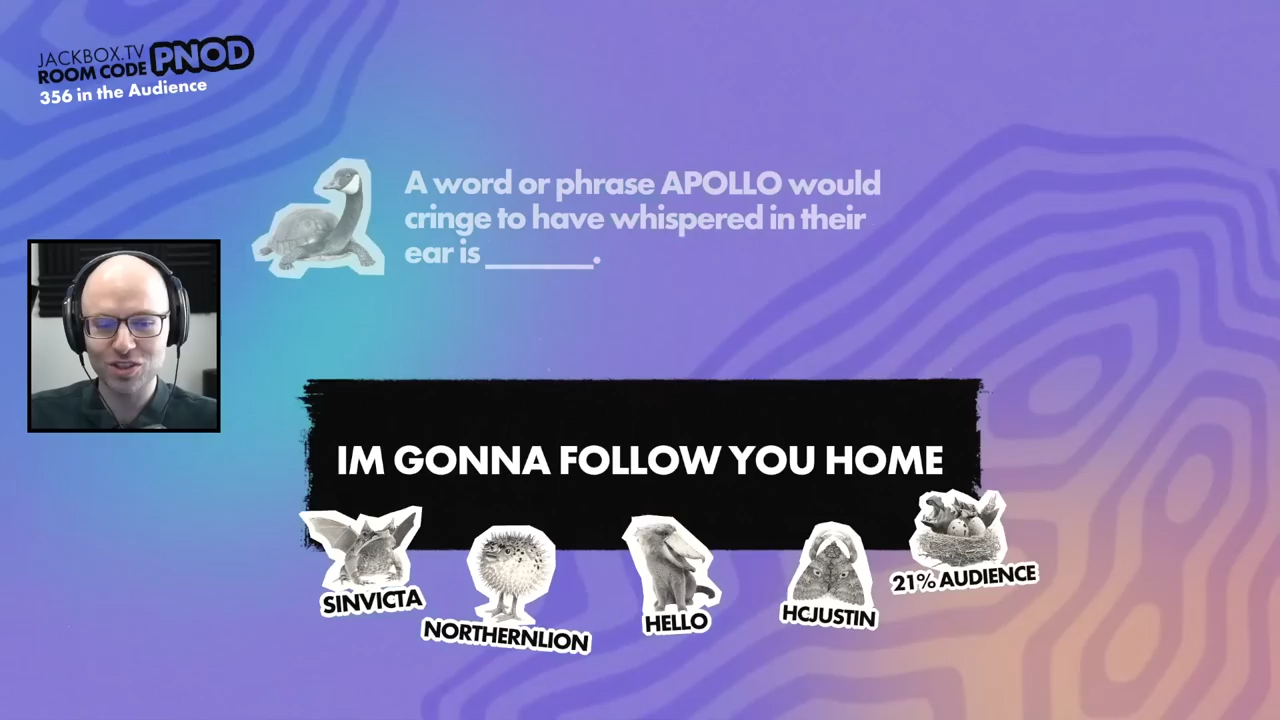 JACKBOX.TV
ROOM CODE PNOD
356 in the Audience
A word or phrase APOLLO would
cringe to have whispered in their
ear is ______.
IM GONNA FOLLOW YOU HOME
SINVICTA
NORTHERNLION
HELLO
HCJUSTIN
21% AUDIENCE